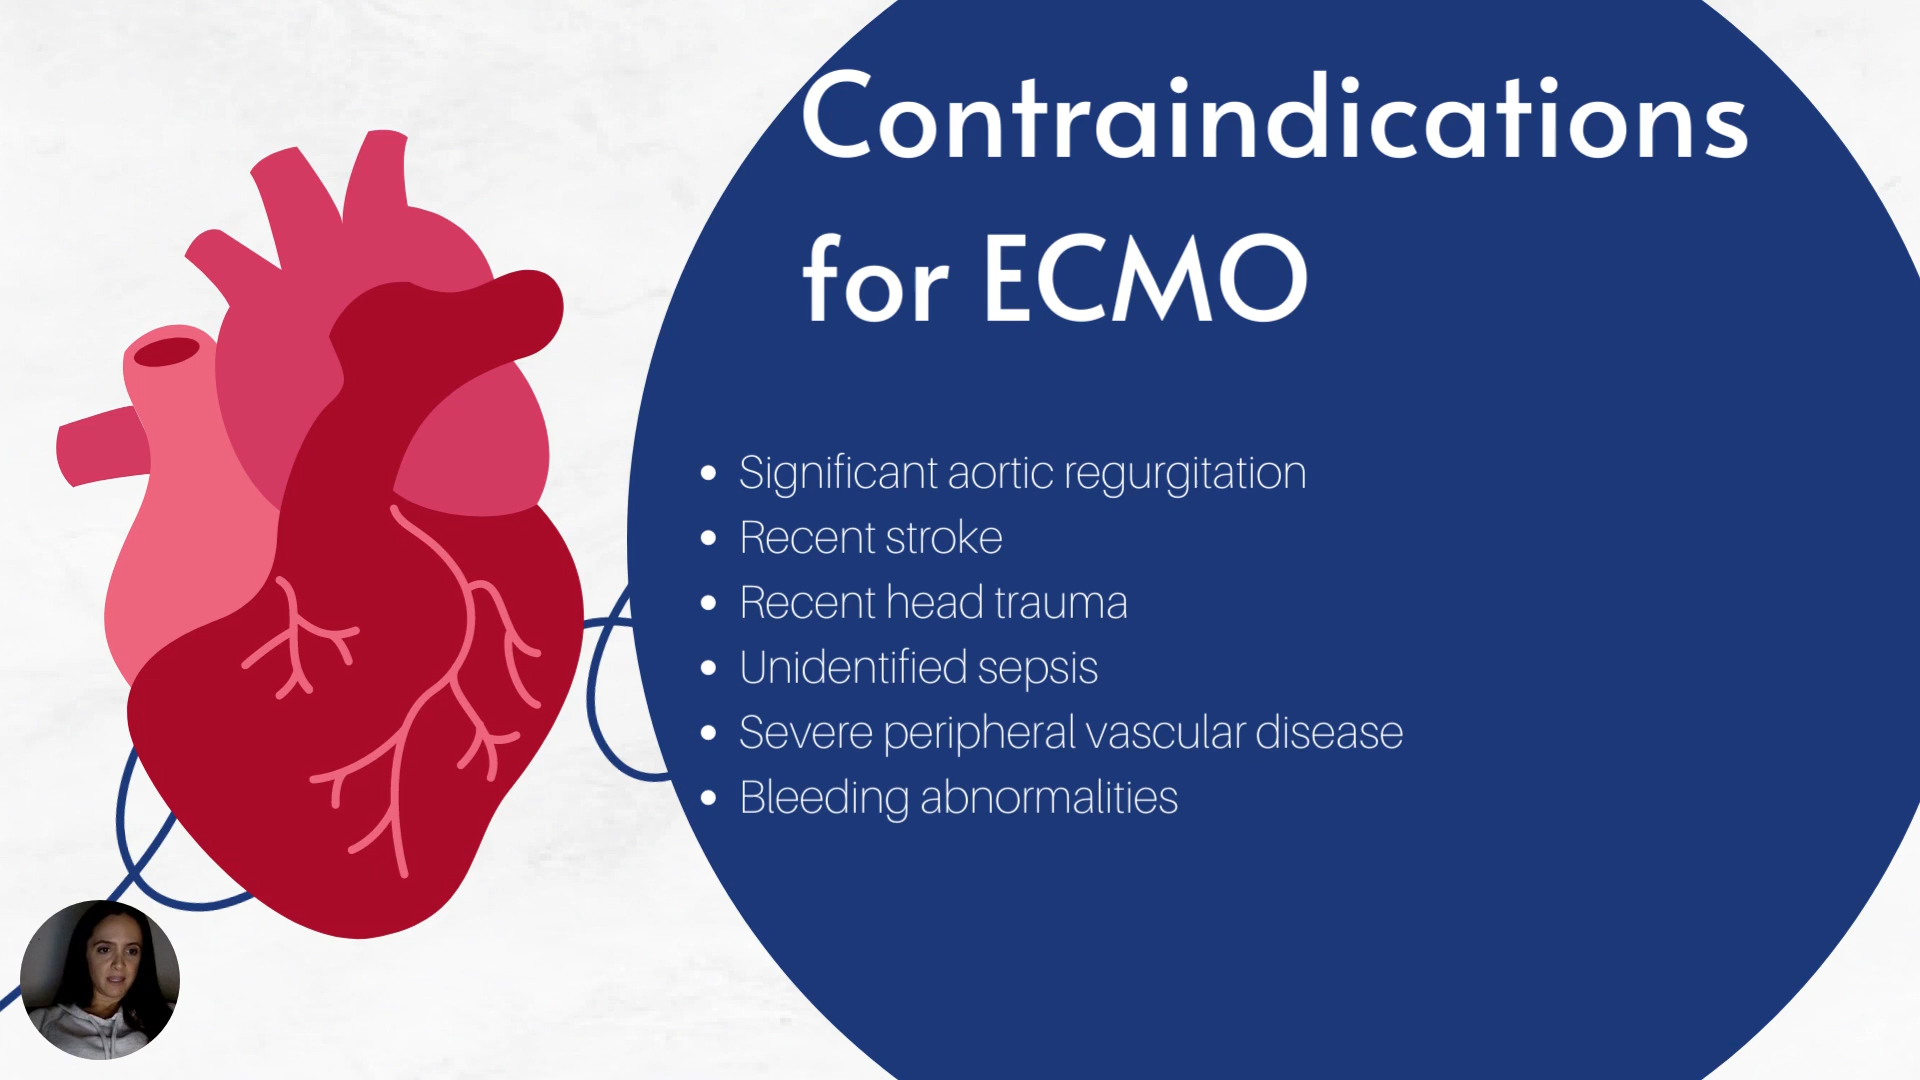 Contraindications
for ECMO
• Significant aortic regurgitation
• Recent stroke
• Recent head trauma
• Unidentified sepsis
• Severe peripheral vascular disease
• Bleeding abnormalities